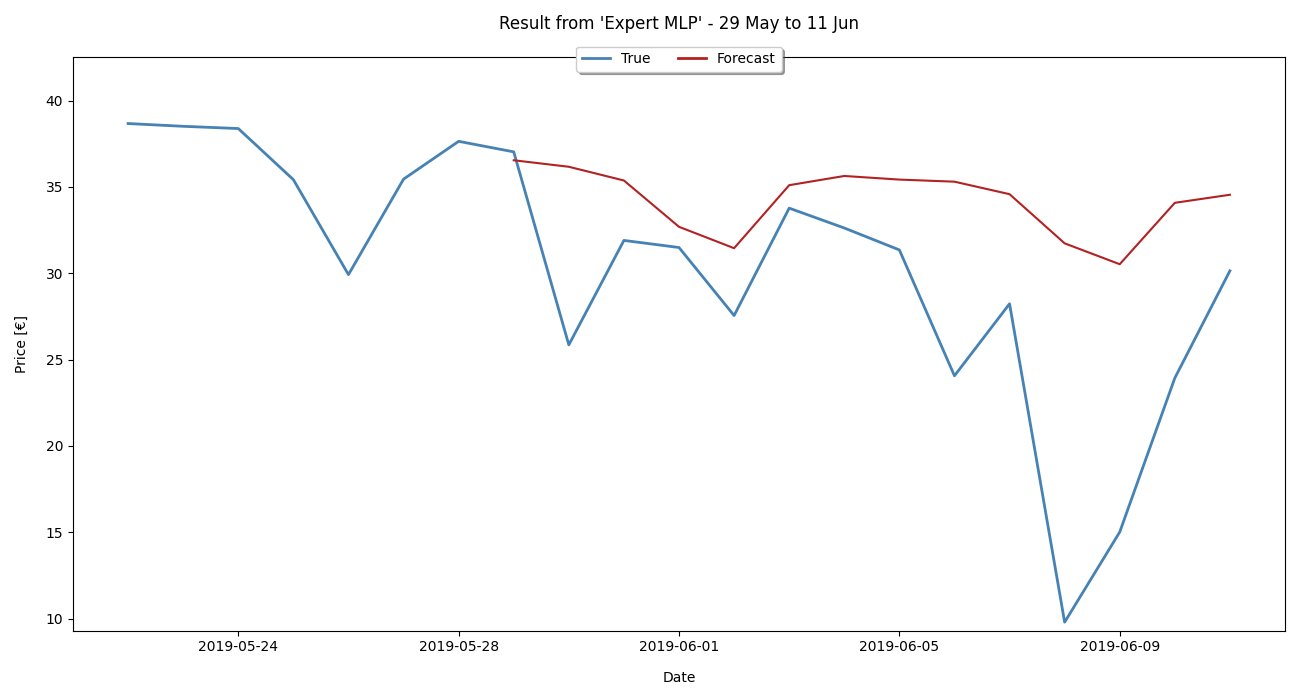 Result from 'Expert MLP' - 29 May to 11 Jun
True Forecast
40
35
30
25
20
15
10
Price [€]
2019-05-24 2019-05-28 2019-06-01 2019-06-05 2019-06-09
Date